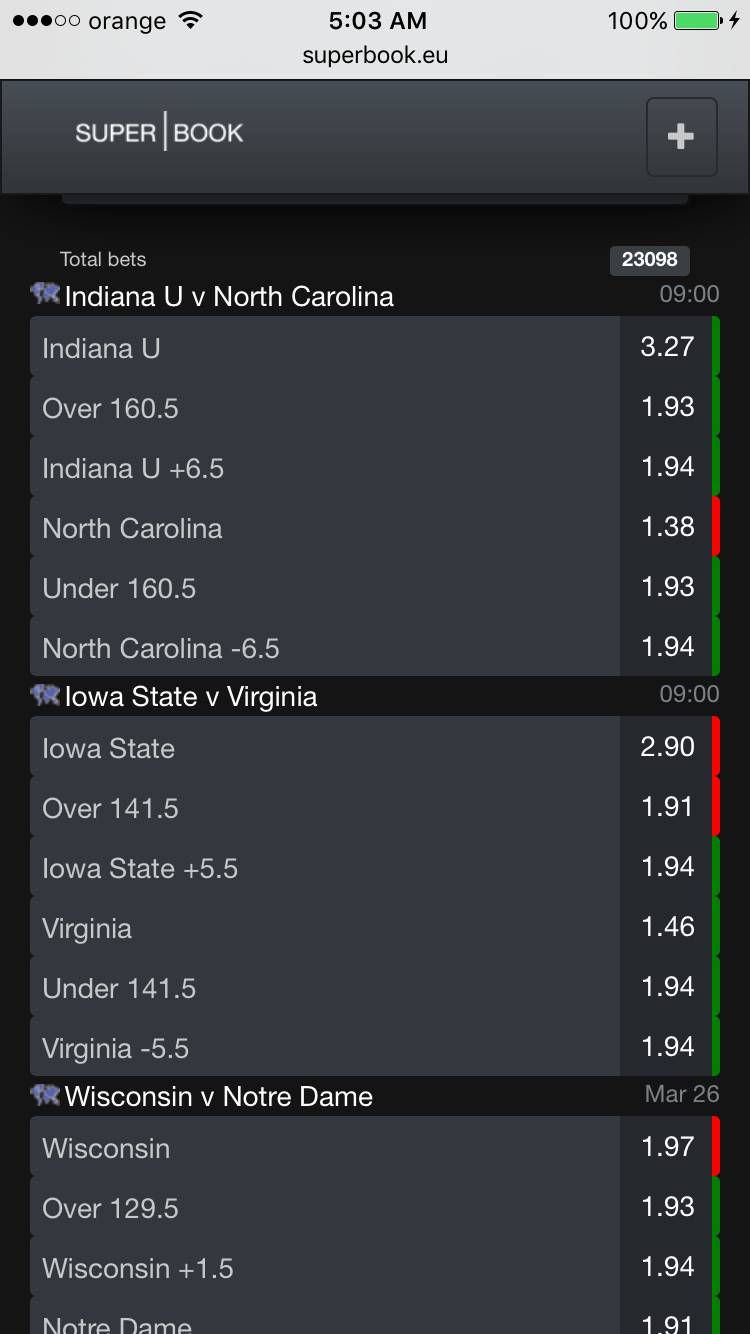 orange 5:03 AM 100%
superbook.eu
SUPER BOOK
Total bets 23098
Indiana U v North Carolina 09:00
Indiana U 3.27
Over 160.5 1.93
Indiana U +6.5 1.94
North Carolina 1.38
Under 160.5 1.93
North Carolina -6.5 1.94
Iowa State v Virginia 09:00
Iowa State 2.90
Over 141.5 1.91
Iowa State +5.5 1.94
Virginia 1.46
Under 141.5 1.94
Virginia -5.5 1.94
Wisconsin v Notre Dame Mar 26
Wisconsin 1.97
Over 129.5 1.93
Wisconsin +1.5 1.94
Notre Dame 1.91